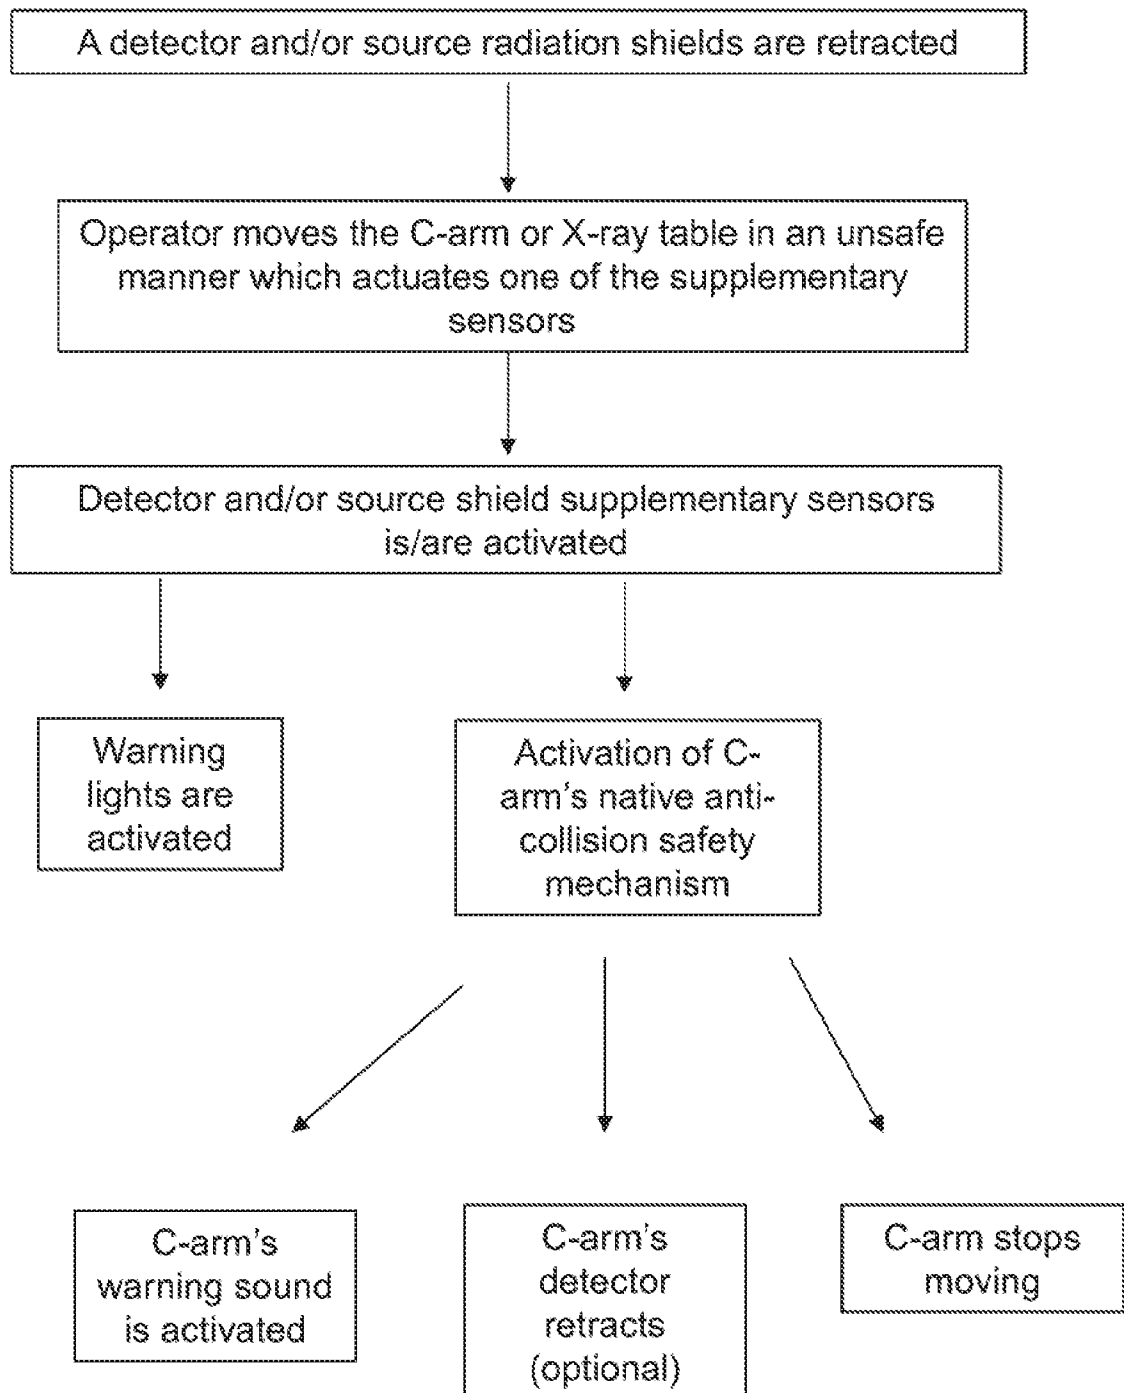 A detector and/or source radiation shields are retracted
Operator moves the C-arm or X-ray table in an unsafe
manner which actuates one of the supplementary
sensors
Detector and/or source shield supplementary sensors
is/are activated
Warning
lights are
activated
Activation of C-
arm's native anti-
collision safety
mechanism
C-arm's
warning sound
is activated
C-arm's
detector
retracts
(optional)
C-arm stops
moving